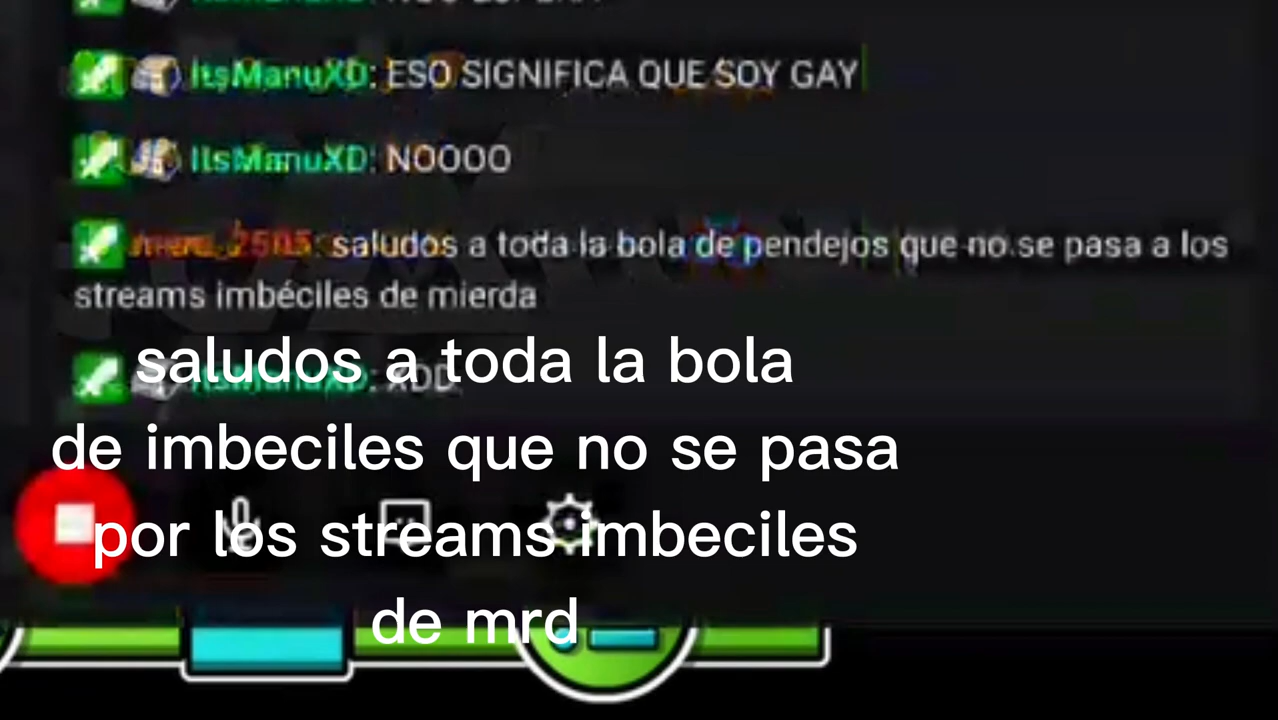 ItsManuXD: ESO SIGNIFICA QUE SOY GAY
ItsManuXD: NOOOO
saludos a toda la bola de pendejos que no se pasa a los
streams imbéciles de mierda
ItsManuXD: XDD
saludos a toda la bola
de imbeciles que no se pasa
por los streams imbeciles
de mrd